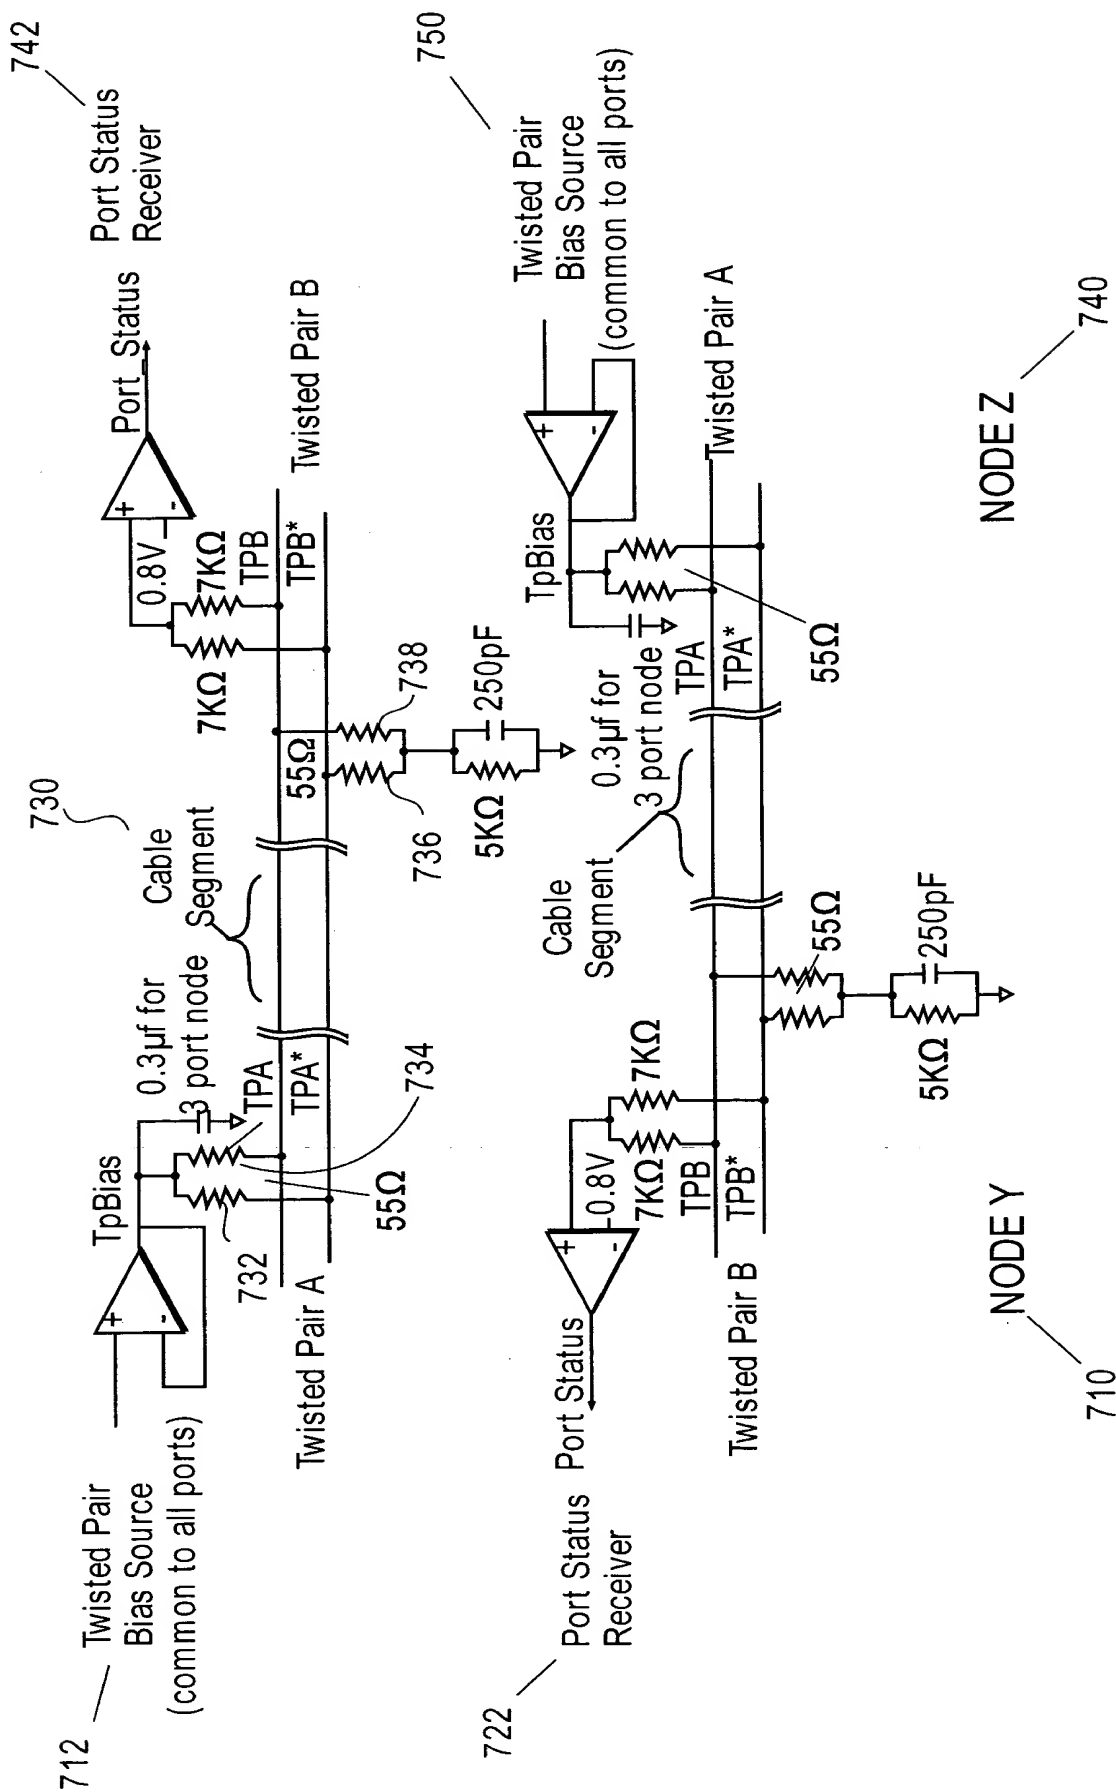 742
Port Status
Receiver
Port_Status
0.8V
7KΩ
7KΩ
TPB
TPB*
Twisted Pair B
730
Cable
Segment
55Ω
736
738
5KΩ
250pF
0.3µf for
3 port node
TpBias
TPA
TPA*
734
732
55Ω
Twisted Pair A
712
Twisted Pair
Bias Source
(common to all ports)
+
-
+
-
750
Twisted Pair
Bias Source
(common to all ports)
+
-
TpBias
Twisted Pair A
0.3µf for
3 port node
TPA
TPA*
55Ω
Cable
Segment
55Ω
5KΩ
250pF
7KΩ
7KΩ
0.8V
+
-
TPB
TPB*
Twisted Pair B
Port Status
722
Port Status
Receiver
NODE Y
710
NODE Z
740